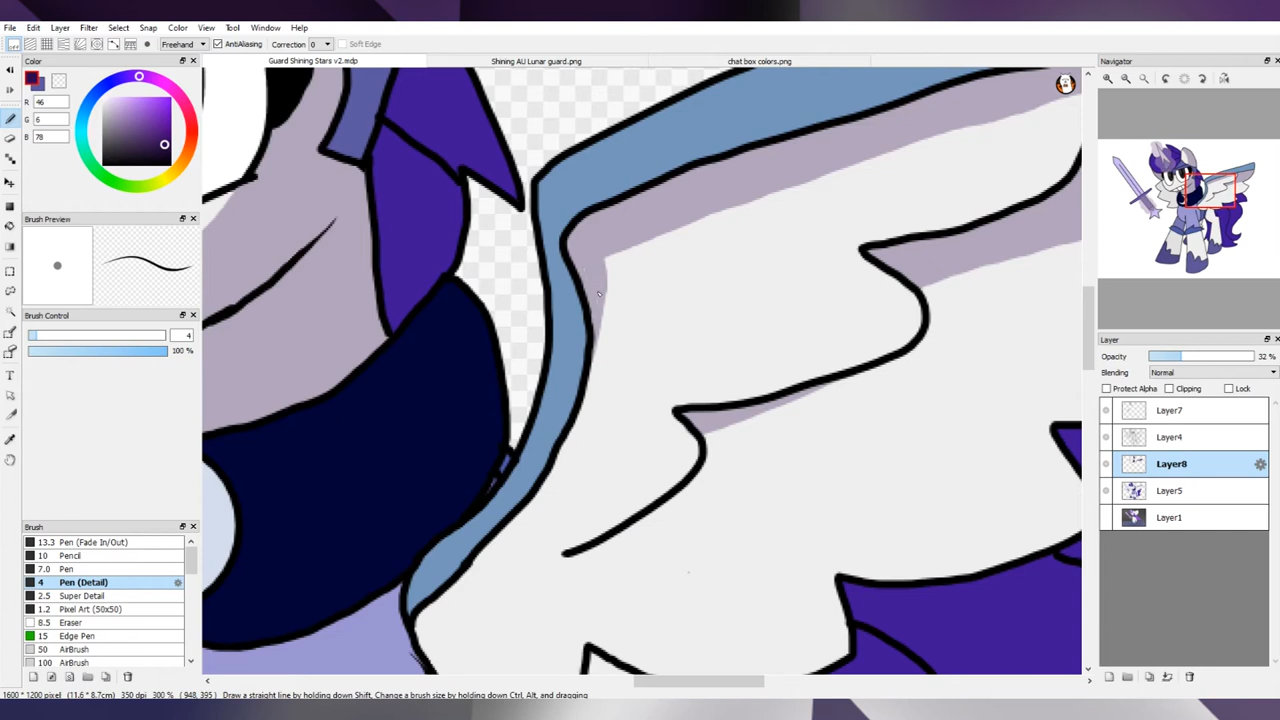 File Edit Layer Filter Select Snap Color View Tool Window Help
Freehand AntiAliasing Correction 0 Soft Edge
Color
Guard Shining Stars v2.mdp Shining AU Lunar guard.png chat box colors.png
Navigator
R 46
G 6
B 78
Brush Preview
Brush Control
4
100 %
Layer
Opacity 32 %
Blending Normal
Protect Alpha Clipping Lock
Layer7
Layer4
Layer8
Layer5
Layer1
Brush
13.3 Pen (Fade In/Out)
10 Pencil
7.0 Pen
4 Pen (Detail)
2.5 Super Detail
1.2 Pixel Art (50x50)
8.5 Eraser
15 Edge Pen
50 AirBrush
100 AirBrush
1600 * 1200 pixel (11.6 * 8.7cm) 350 dpi 300 % ( 948, 395 ) Draw a straight line by holding down Shift, Change a brush size by holding down Ctrl, Alt, and dragging